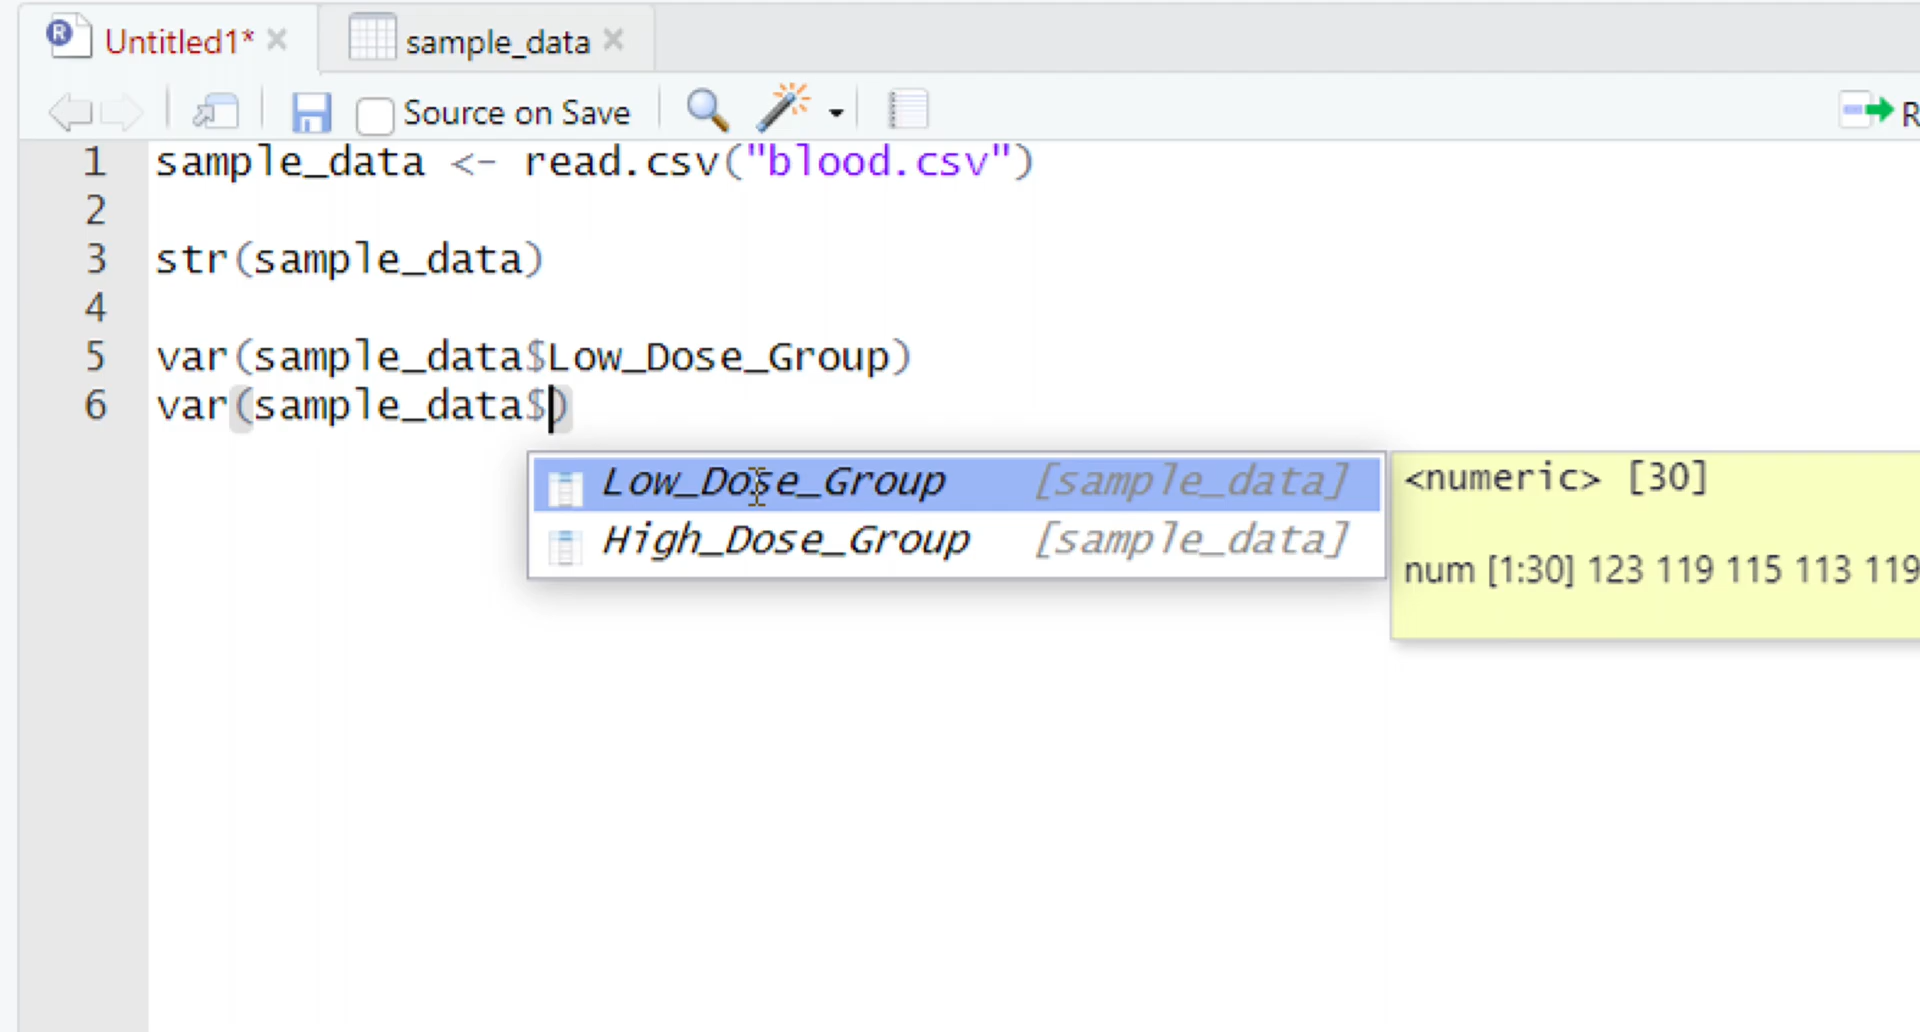 Untitled1* sample_data
Source on Save R
1 sample_data <- read.csv("blood.csv")
2
3 str(sample_data)
4
5 var(sample_data$Low_Dose_Group)
6 var(sample_data$)
Low_Dose_Group [sample_data] <numeric> [30]
High_Dose_Group [sample_data] num [1:30] 123 119 115 113 119